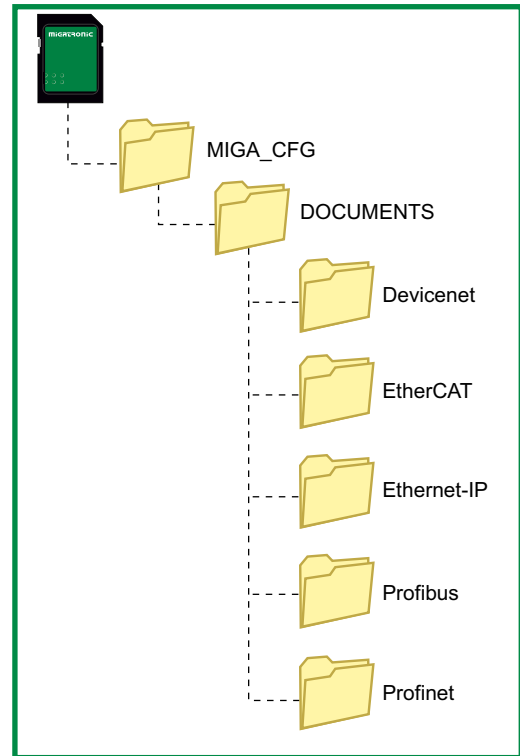 MIGATRONIC
MIGA_CFG
DOCUMENTS
Devicenet
EtherCAT
Ethernet-IP
Profibus
Profinet